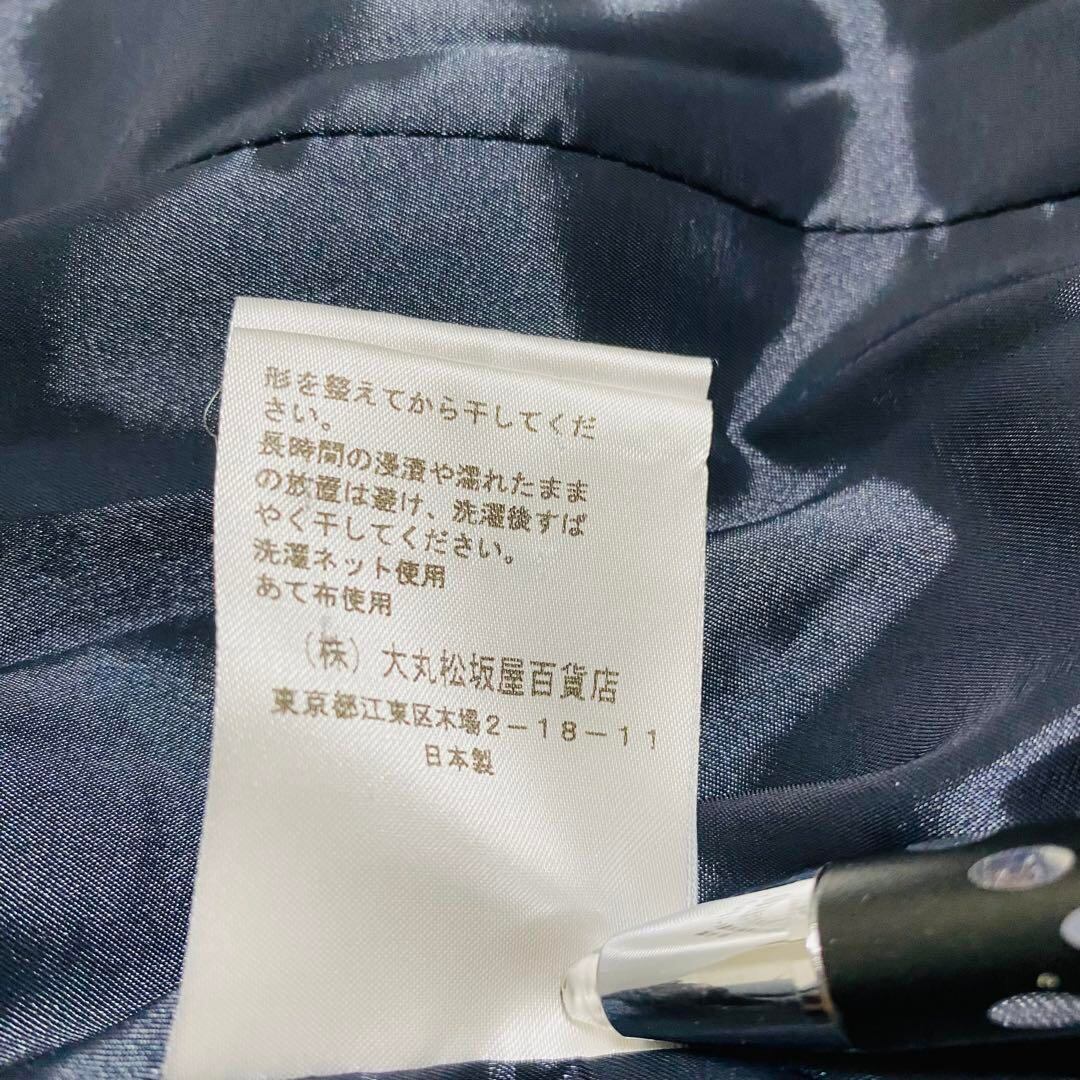 形を整えてから干してくだ
さい。
長時間の浸漬や濡れたまま
の放置は避け、洗濯後すば
やく干してください。
洗濯ネット使用
あて布使用
（株）大丸松坂屋百貨店
東京都江東区木場2－18－11
日本製